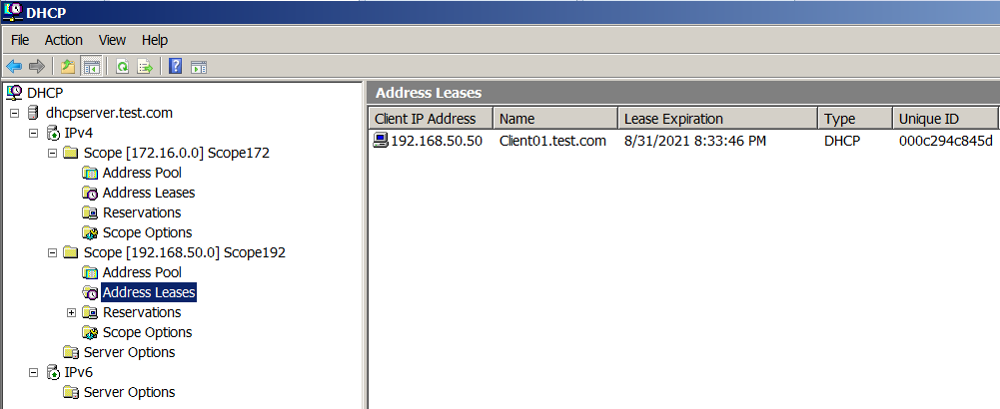 DHCP
File Action View Help
DHCP
dhcpserver.test.com
IPv4
Scope [172.16.0.0] Scope172
Address Pool
Address Leases
Reservations
Scope Options
Scope [192.168.50.0] Scope192
Address Pool
Address Leases
Reservations
Scope Options
Server Options
IPv6
Server Options
Address Leases
Client IP Address Name Lease Expiration Type Unique ID
192.168.50.50 Client01.test.com 8/31/2021 8:33:46 PM DHCP 000c294c845d